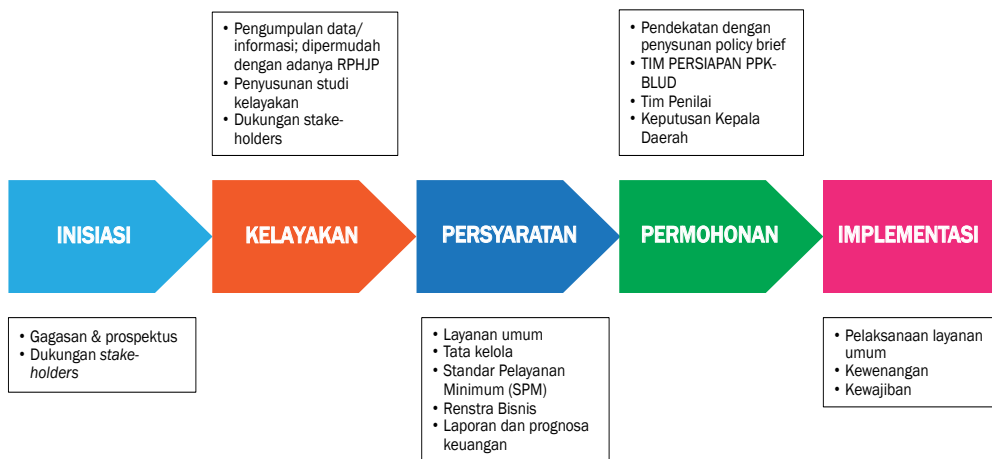 • Pengumpulan data/
informasi; dipermudah
dengan adanya RPHJP
• Penyusunan studi
kelayakan
• Dukungan stake-
holders
• Pendekatan dengan
penysunan policy brief
• TIM PERSIAPAN PPK-
BLUD
• Tim Penilai
• Keputusan Kepala
Daerah
INISIASI
KELAYAKAN
PERSYARATAN
PERMOHONAN
IMPLEMENTASI
• Gagasan & prospektus
• Dukungan stake-
holders
• Layanan umum
• Tata kelola
• Standar Pelayanan
Minimum (SPM)
• Renstra Bisnis
• Laporan dan prognosa
keuangan
• Pelaksanaan layanan
umum
• Kewenangan
• Kewajiban